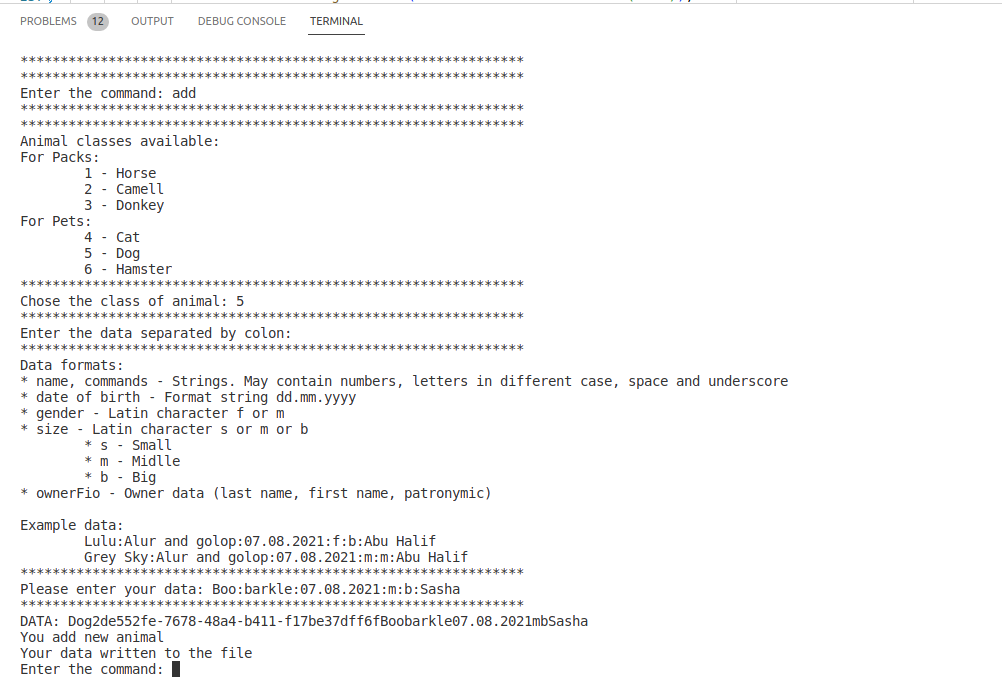 PROBLEMS 12 OUTPUT DEBUG CONSOLE TERMINAL
***************************************************************
***************************************************************
Enter the command: add
***************************************************************
***************************************************************
Animal classes available:
For Packs:
1 - Horse
2 - Camell
3 - Donkey
For Pets:
4 - Cat
5 - Dog
6 - Hamster
***************************************************************
Chose the class of animal: 5
***************************************************************
Enter the data separated by colon:
***************************************************************
Data formats:
* name, commands - Strings. May contain numbers, letters in different case, space and underscore
* date of birth - Format string dd.mm.yyyy
* gender - Latin character f or m
* size - Latin character s or m or b
* s - Small
* m - Midlle
* b - Big
* ownerFio - Owner data (last name, first name, patronymic)
Example data:
Lulu:Alur and golop:07.08.2021:f:b:Abu Halif
Grey Sky:Alur and golop:07.08.2021:m:m:Abu Halif
***************************************************************
Please enter your data: Boo:barkle:07.08.2021:m:b:Sasha
***************************************************************
DATA: Dog2de552fe-7678-48a4-b411-f17be37dff6fBoobarkle07.08.2021mbSasha
You add new animal
Your data written to the file
Enter the command: